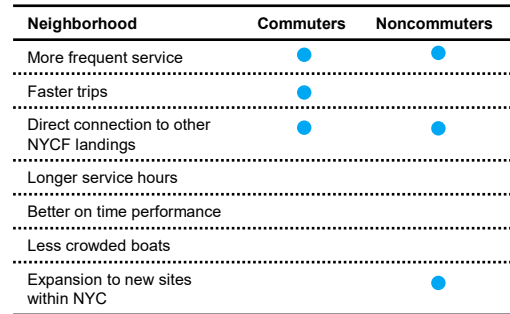 Neighborhood Commuters Noncommuters
More frequent service
Faster trips
Direct connection to other
NYCF landings
Longer service hours
Better on time performance
Less crowded boats
Expansion to new sites
within NYC